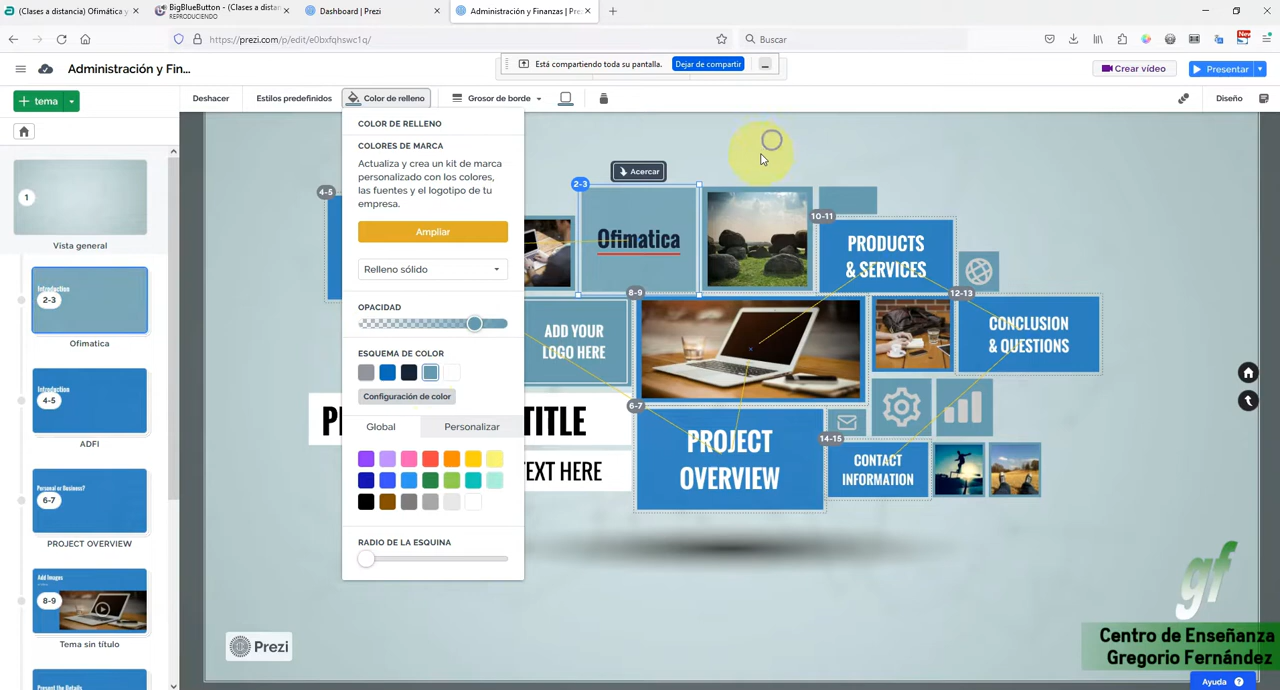 (Clases a distancia) Ofimática y
BigBlueButton - (Clases a distanc
REPRODUCIENDO
Dashboard | Prezi
Administración y Finanzas | Prez
https://prezi.com/p/edit/e0bxfqhswc1q/
Buscar
New
Administración y Fin...
Está compartiendo toda su pantalla.
Dejar de compartir
Crear vídeo
Presentar
+ tema
Deshacer
Estilos predefinidos
Color de relleno
Grosor de borde
Diseño
COLOR DE RELLENO
COLORES DE MARCA
Actualiza y crea un kit de marca
personalizado con los colores,
las fuentes y el logotipo de tu
empresa.
Ampliar
Relleno sólido
OPACIDAD
ESQUEMA DE COLOR
Configuración de color
Global
Personalizar
RADIO DE LA ESQUINA
1
Vista general
Introduction
2-3
Ofimatica
Introduction
4-5
ADFI
Personal or Business?
6-7
PROJECT OVERVIEW
Add Images
8-9
Tema sin título
Present the Details
4-5
2-3
Acercar
Ofimatica
10-11
PRODUCTS
& SERVICES
8-9
12-13
ADD YOUR
LOGO HERE
CONCLUSION
& QUESTIONS
TITLE
6-7
TEXT HERE
PROJECT
OVERVIEW
14-15
CONTACT
INFORMATION
Prezi
gf
Centro de Enseñanza
Gregorio Fernández
Ayuda